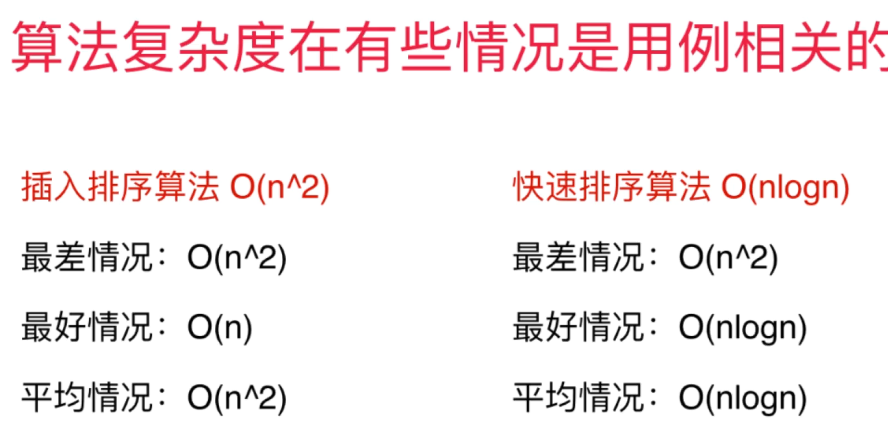 算法复杂度在有些情况是用例相关的
插入排序算法 O(n^2)
最差情况：O(n^2)
最好情况：O(n)
平均情况：O(n^2)
快速排序算法 O(nlogn)
最差情况：O(n^2)
最好情况：O(nlogn)
平均情况：O(nlogn)